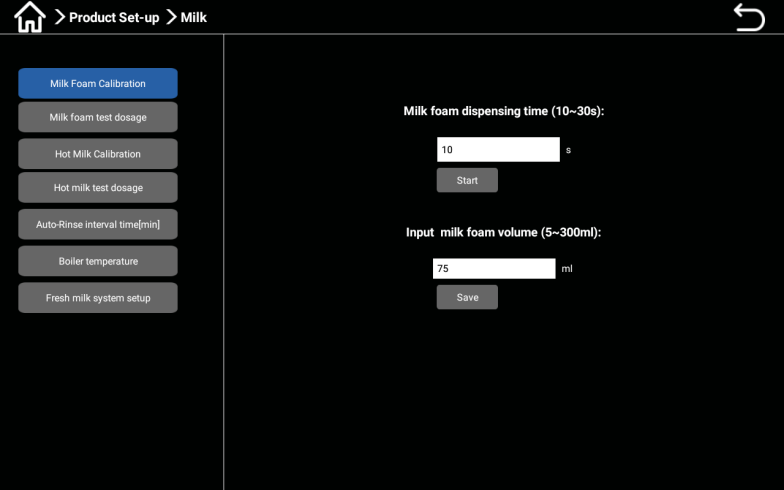 Product Set-up
Milk
Milk Foam Calibration
Milk foam test dosage
Hot Milk Calibration
Hot milk test dosage
Auto-Rinse interval time[min]
Boiler temperature
Fresh milk system setup
Milk foam dispensing time (10~30s):
10 s
Start
Input milk foam volume (5~300ml):
75 ml
Save